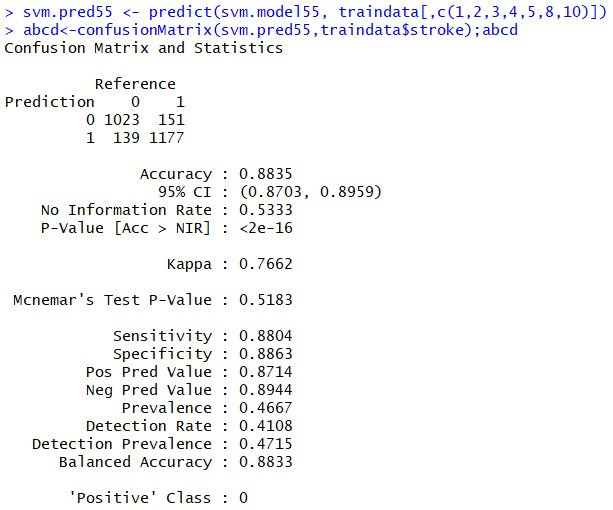 > svm.pred55 <- predict(svm.model55, traindata[,c(1,2,3,4,5,8,10)])
> abcd<-confusionMatrix(svm.pred55,traindata$stroke);abcd
Confusion Matrix and Statistics
Reference
Prediction 0 1
0 1023 151
1 139 1177
Accuracy : 0.8835
95% CI : (0.8703, 0.8959)
No Information Rate : 0.5333
P-Value [Acc > NIR] : <2e-16
Kappa : 0.7662
Mcnemar's Test P-Value : 0.5183
Sensitivity : 0.8804
Specificity : 0.8863
Pos Pred Value : 0.8714
Neg Pred Value : 0.8944
Prevalence : 0.4667
Detection Rate : 0.4108
Detection Prevalence : 0.4715
Balanced Accuracy : 0.8833
'Positive' Class : 0